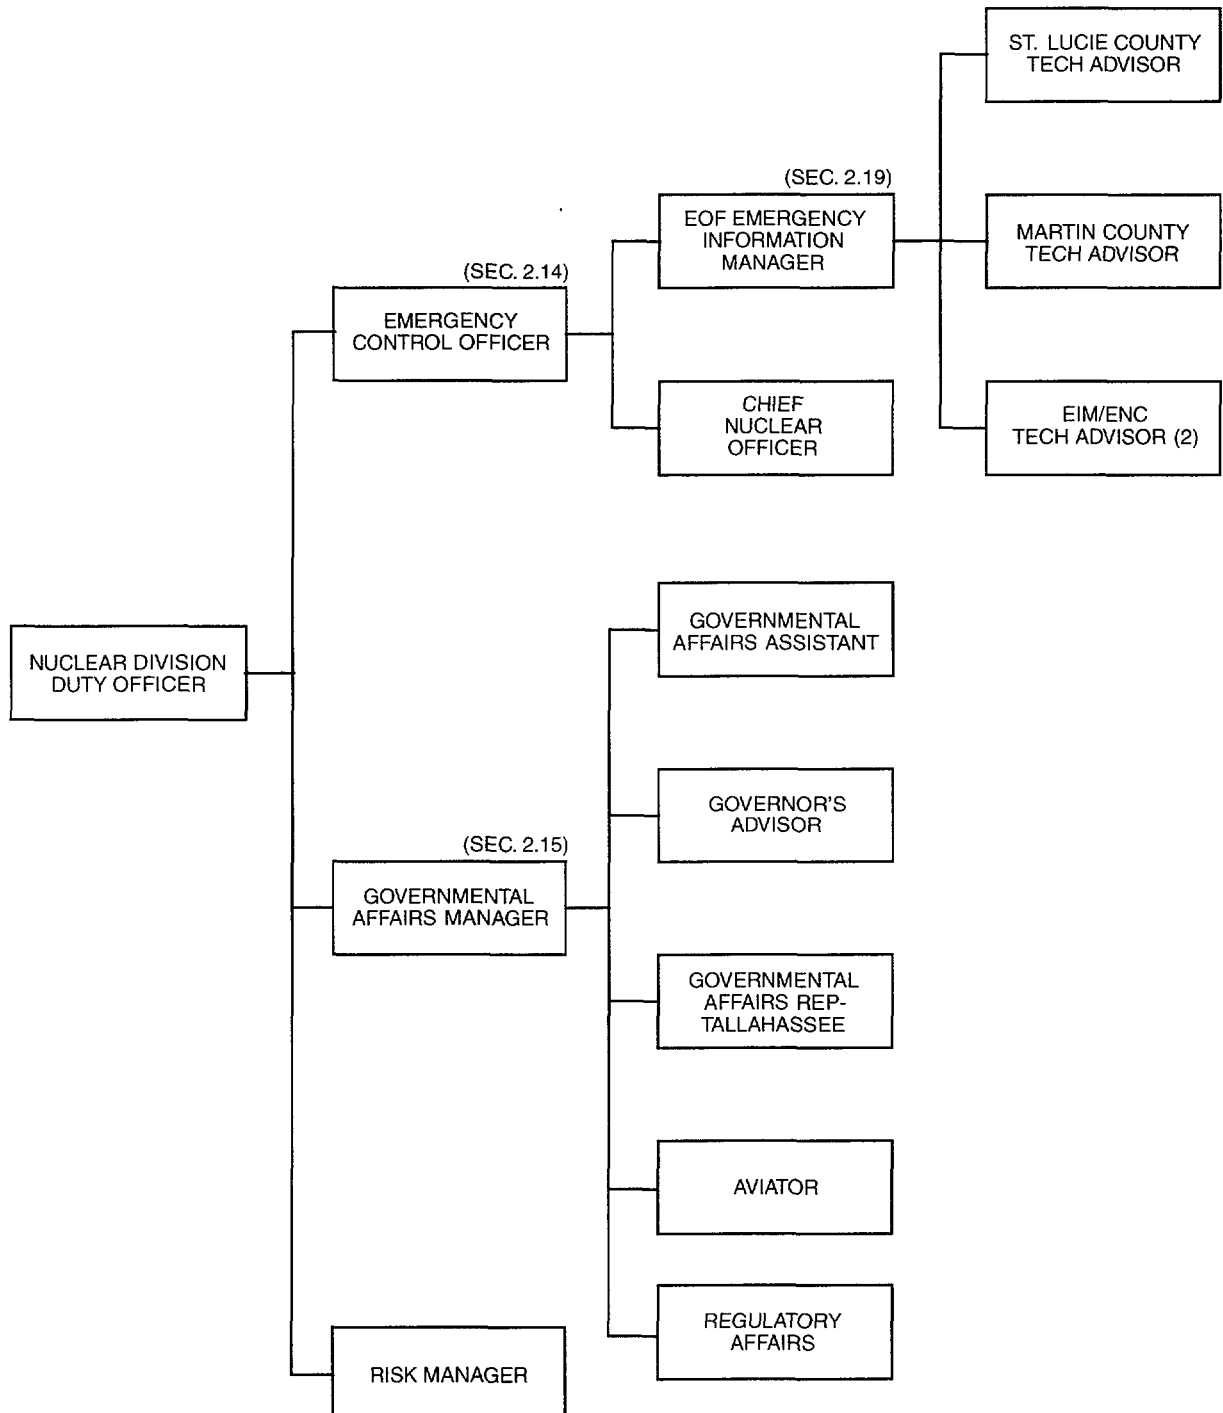 ST. LUCIE COUNTY
TECH ADVISOR
(SEC. 2.19)
EOF EMERGENCY
INFORMATION
MANAGER
MARTIN COUNTY
TECH ADVISOR
(SEC. 2.14)
EMERGENCY
CONTROL OFFICER
CHIEF
NUCLEAR
OFFICER
EIM/ENC
TECH ADVISOR (2)
GOVERNMENTAL
AFFAIRS ASSISTANT
NUCLEAR DIVISION
DUTY OFFICER
GOVERNOR'S
ADVISOR
(SEC. 2.15)
GOVERNMENTAL
AFFAIRS MANAGER
GOVERNMENTAL
AFFAIRS REP-
TALLAHASSEE
AVIATOR
REGULATORY
AFFAIRS
RISK MANAGER